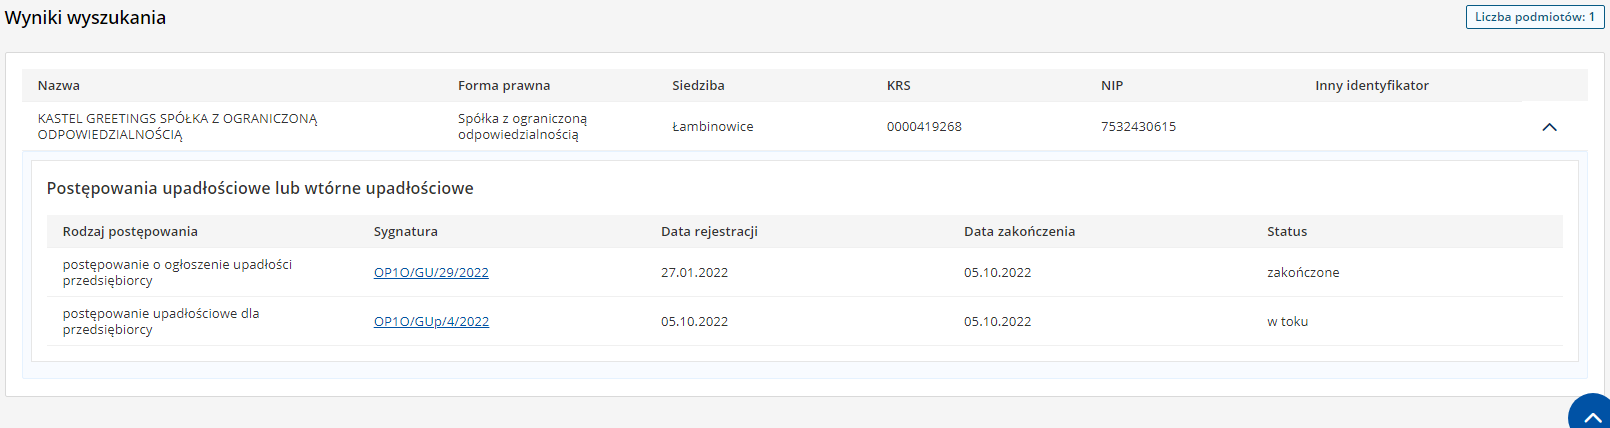 Wyniki wyszukania
Liczba podmiotów: 1
Nazwa Forma prawna Siedziba KRS NIP Inny identyfikator
KASTEL GREETINGS SPÓŁKA Z OGRANICZONĄ
ODPOWIEDZIALNOŚCIĄ
Spółka z ograniczoną
odpowiedzialnością
Łambinowice
0000419268
7532430615
Postępowania upadłościowe lub wtórne upadłościowe
Rodzaj postępowania Sygnatura Data rejestracji Data zakończenia Status
postępowanie o ogłoszenie upadłości
przedsiębiorcy
OP1O/GU/29/2022
27.01.2022
05.10.2022
zakończone
postępowanie upadłościowe dla
przedsiębiorcy
OP1O/GUp/4/2022
05.10.2022
05.10.2022
w toku